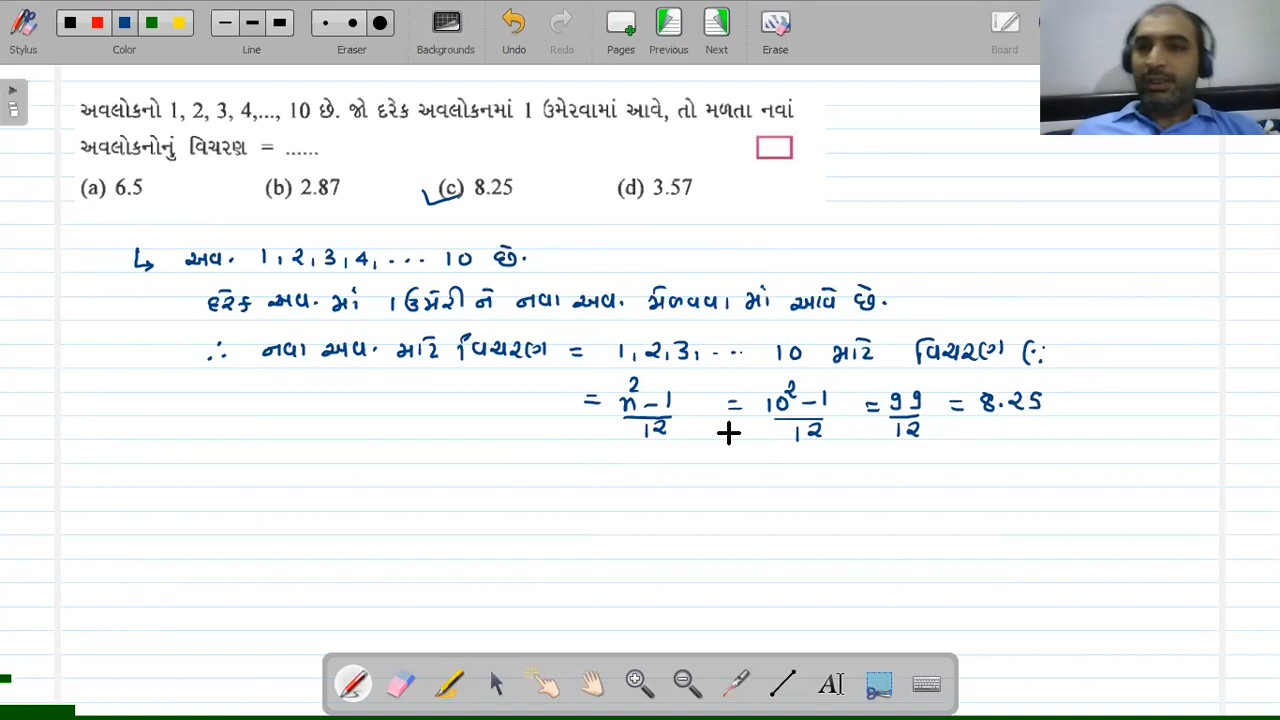 Stylus Color Line Eraser Backgrounds Undo Redo Pages Previous Next Erase Board
અવલોકનો 1, 2, 3, 4,..., 10 છે. જો દરેક અવલોકનમાં 1 ઉમેરવામાં આવે, તો મળતા નવાં
અવલોકનોનું વિચરણ = ......
(a) 6.5 (b) 2.87 (c) 8.25 (d) 3.57
↳ અવ. 1, 2, 3, 4, ... 10 છે.
દરેક અવ. માં 1 ઉમેરી ને નવા અવ. મેળવવા માં આવે છે.
∴ નવા અવ. માટે વિચરણ = 1, 2, 3, ... 10 માટે વિચરણ (∵
= n² - 1 / 12 = 10² - 1 / 12 = 99 / 12 = 8.25